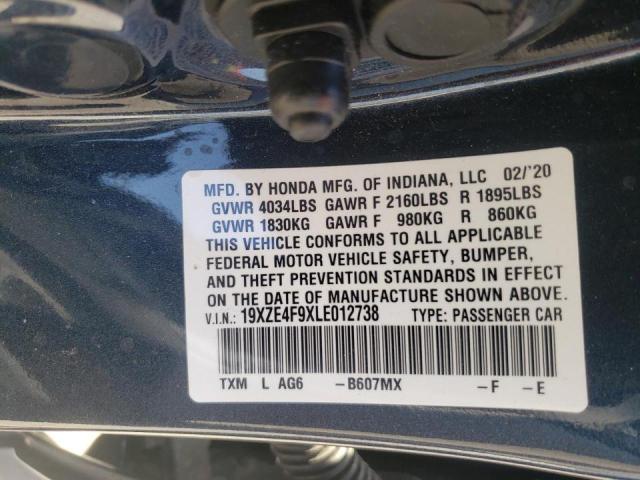 MFD. BY HONDA MFG. OF INDIANA, LLC 02/'20
GVWR 4034LBS GAWR F 2160LBS R 1895LBS
GVWR 1830KG GAWR F 980KG R 860KG
THIS VEHICLE CONFORMS TO ALL APPLICABLE
FEDERAL MOTOR VEHICLE SAFETY, BUMPER,
AND THEFT PREVENTION STANDARDS IN EFFECT
ON THE DATE OF MANUFACTURE SHOWN ABOVE.
V.I.N.: 19XZE4F9XLE012738 TYPE: PASSENGER CAR
TXM L AG6 -B607MX -F -E